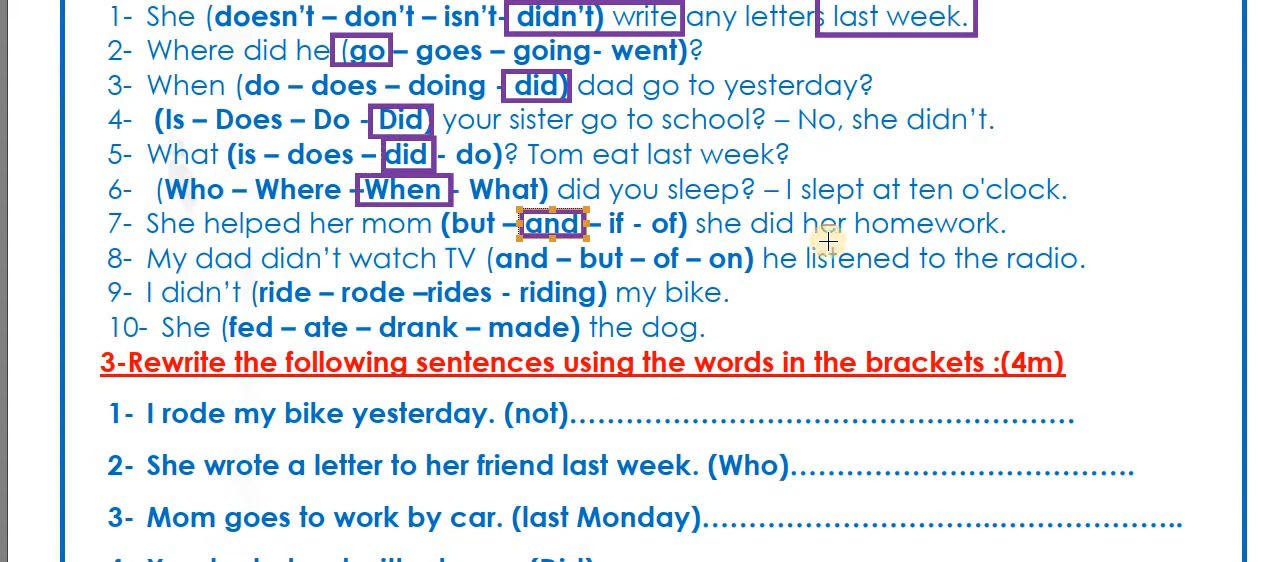 1- She (doesn't – don't – isn't- didn't) write any letters last week.
2- Where did he (go – goes – going- went)?
3- When (do – does – doing - did) dad go to yesterday?
4- (Is – Does – Do - Did) your sister go to school? – No, she didn't.
5- What (is – does – did - do)? Tom eat last week?
6- (Who – Where –When - What) did you sleep? – I slept at ten o'clock.
7- She helped her mom (but – and – if - of) she did her homework.
8- My dad didn't watch TV (and – but – of – on) he listened to the radio.
9- I didn't (ride – rode –rides - riding) my bike.
10- She (fed – ate – drank – made) the dog.
3-Rewrite the following sentences using the words in the brackets :(4m)
1- I rode my bike yesterday. (not)……………………………………………
2- She wrote a letter to her friend last week. (Who)…………………………….
3- Mom goes to work by car. (last Monday)………………………..………………..